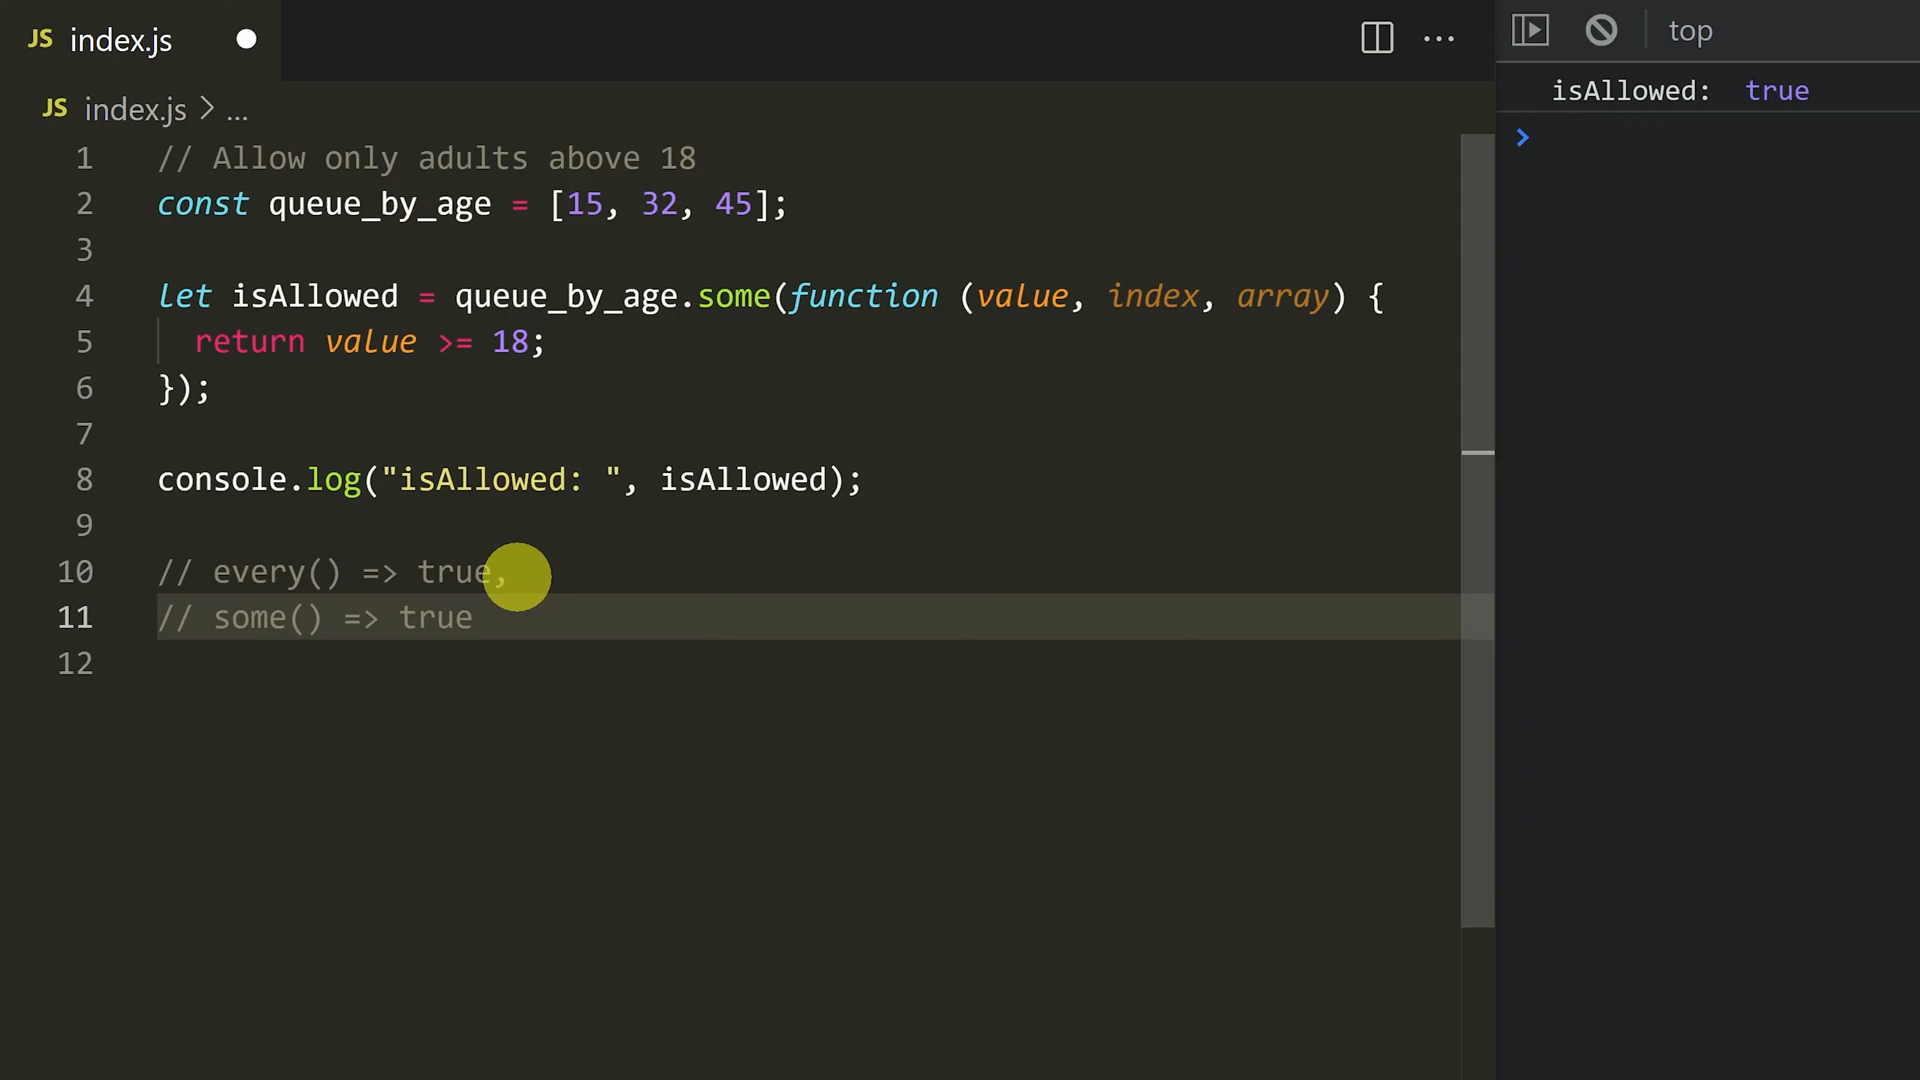 JS index.js
top
JS index.js > ...
isAllowed: true
1 // Allow only adults above 18
2 const queue_by_age = [15, 32, 45];
3
4 let isAllowed = queue_by_age.some(function (value, index, array) {
5 return value >= 18;
6 });
7
8 console.log("isAllowed: ", isAllowed);
9
10 // every() => true,
11 // some() => true
12